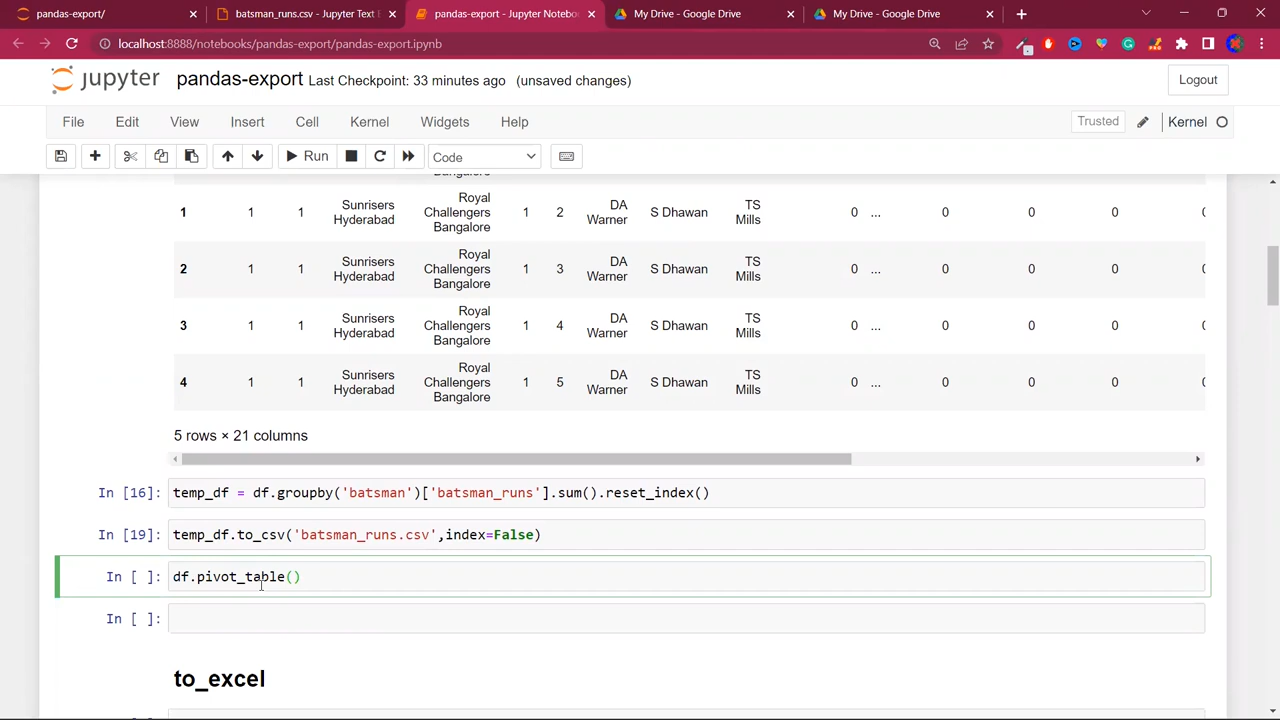 pandas-export/
batsman_runs.csv - Jupyter Text E
pandas-export - Jupyter Notebo
My Drive - Google Drive
My Drive - Google Drive
localhost:8888/notebooks/pandas-export/pandas-export.ipynb
jupyter pandas-export Last Checkpoint: 33 minutes ago (unsaved changes) Logout
File Edit View Insert Cell Kernel Widgets Help Trusted Kernel
Run Code
Bangalore
1 1 1 Sunrisers Hyderabad Royal Challengers Bangalore 1 2 DA Warner S Dhawan TS Mills 0 ... 0 0 0 0
2 1 1 Sunrisers Hyderabad Royal Challengers Bangalore 1 3 DA Warner S Dhawan TS Mills 0 ... 0 0 0 0
3 1 1 Sunrisers Hyderabad Royal Challengers Bangalore 1 4 DA Warner S Dhawan TS Mills 0 ... 0 0 0 0
4 1 1 Sunrisers Hyderabad Royal Challengers Bangalore 1 5 DA Warner S Dhawan TS Mills 0 ... 0 0 0 0
5 rows × 21 columns
In [16]: temp_df = df.groupby('batsman')['batsman_runs'].sum().reset_index()
In [19]: temp_df.to_csv('batsman_runs.csv',index=False)
In [ ]: df.pivot_table()
In [ ]:
to_excel